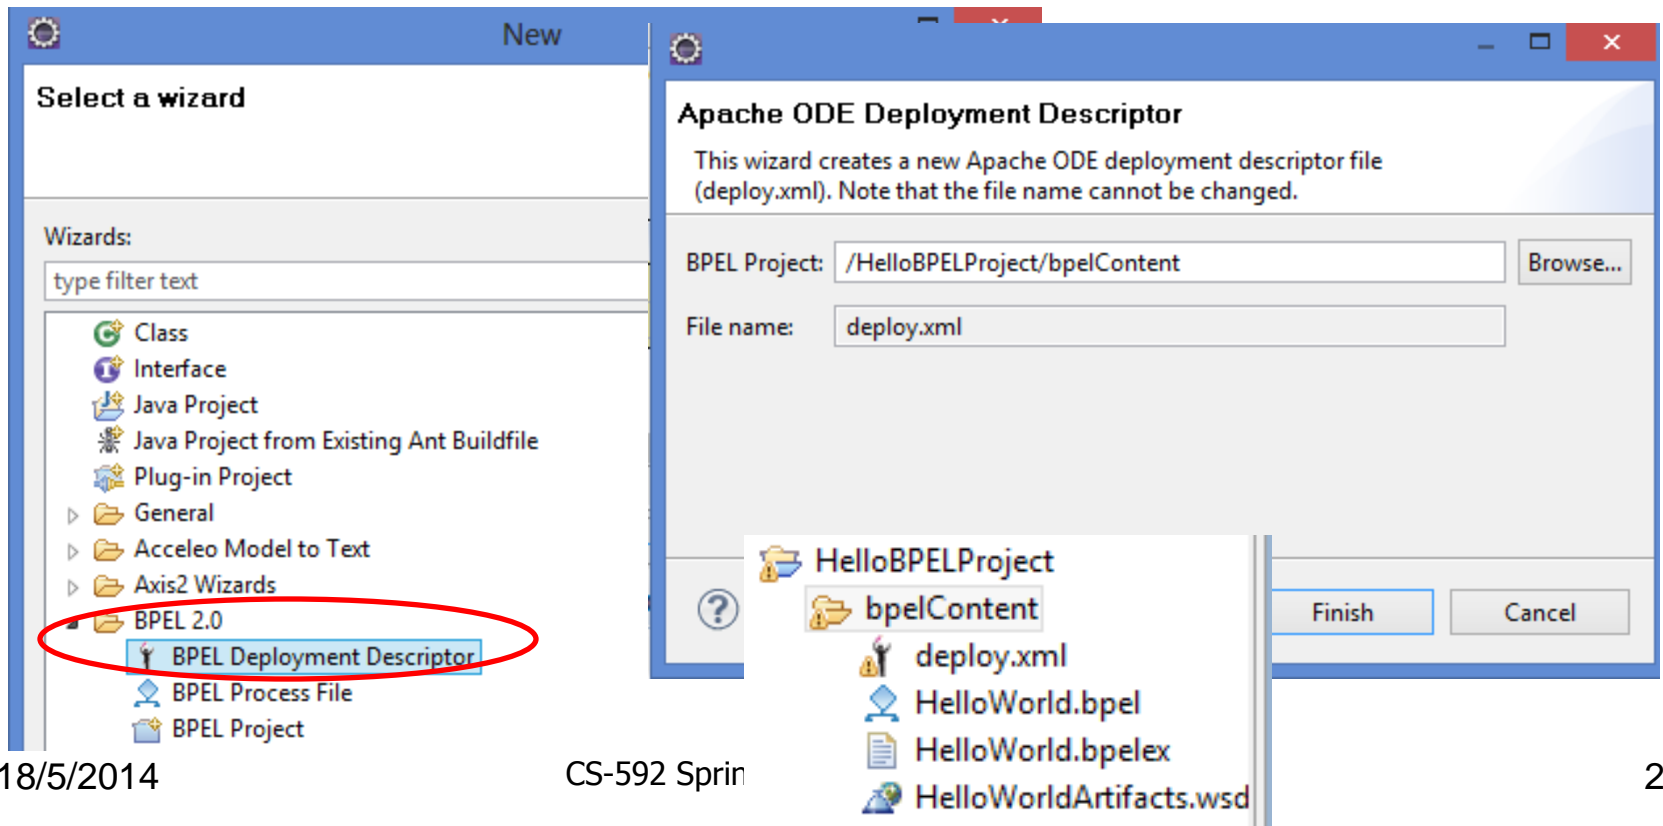 New
Select a wizard
Wizards:
type filter text
Class
Interface
Java Project
Java Project from Existing Ant Buildfile
Plug-in Project
General
Acceleo Model to Text
Axis2 Wizards
BPEL 2.0
BPEL Deployment Descriptor
BPEL Process File
BPEL Project
Apache ODE Deployment Descriptor
This wizard creates a new Apache ODE deployment descriptor file
(deploy.xml). Note that the file name cannot be changed.
BPEL Project: /HelloBPELProject/bpelContent Browse...
File name: deploy.xml
Finish Cancel
HelloBPELProject
bpelContent
deploy.xml
HelloWorld.bpel
HelloWorld.bpelex
HelloWorldArtifacts.wsd
18/5/2014 CS-592 Sprin 2